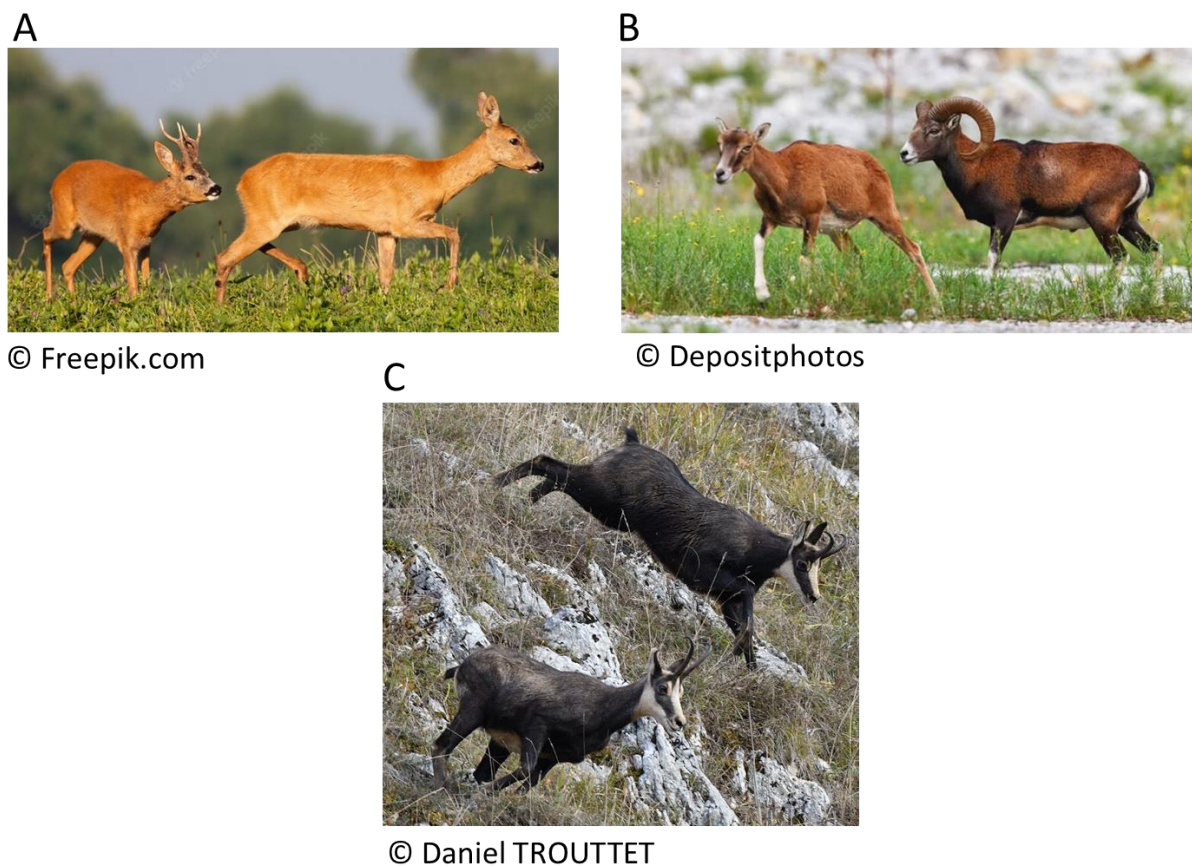 A
B
© Freepik.com
© Depositphotos
C
© Daniel TROUTTET